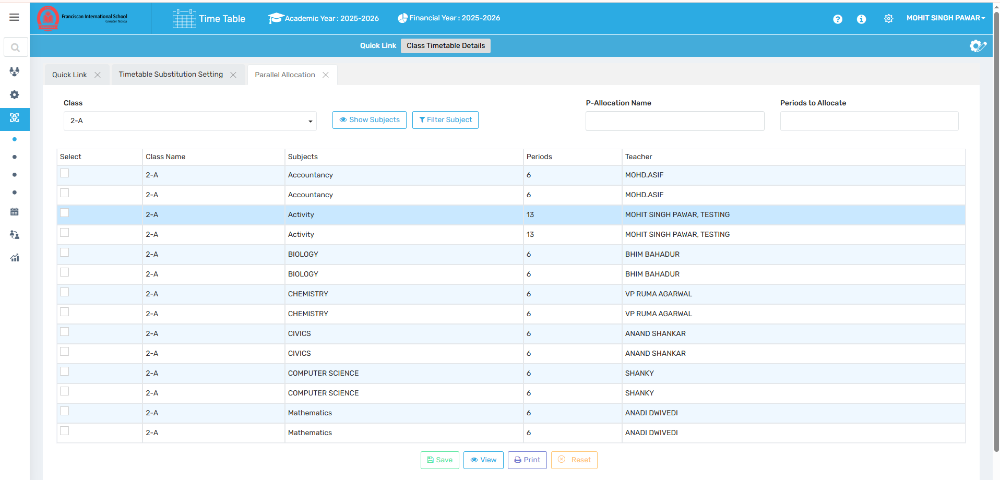 Franciscan International School
Greater Noida
Time Table
Academic Year : 2025-2026
Financial Year : 2025-2026
MOHIT SINGH PAWAR
Quick Link
Class Timetable Details
Quick Link
Timetable Substitution Setting
Parallel Allocation
Class
P-Allocation Name
Periods to Allocate
2-A
Show Subjects
Filter Subject
Select Class Name Subjects Periods Teacher
2-A Accountancy 6 MOHD.ASIF
2-A Accountancy 6 MOHD.ASIF
2-A Activity 13 MOHIT SINGH PAWAR, TESTING
2-A Activity 13 MOHIT SINGH PAWAR, TESTING
2-A BIOLOGY 6 BHIM BAHADUR
2-A BIOLOGY 6 BHIM BAHADUR
2-A CHEMISTRY 6 VP RUMA AGARWAL
2-A CHEMISTRY 6 VP RUMA AGARWAL
2-A CIVICS 6 ANAND SHANKAR
2-A CIVICS 6 ANAND SHANKAR
2-A COMPUTER SCIENCE 6 SHANKY
2-A COMPUTER SCIENCE 6 SHANKY
2-A Mathematics 6 ANADI DWIVEDI
2-A Mathematics 6 ANADI DWIVEDI
Save
View
Print
Reset